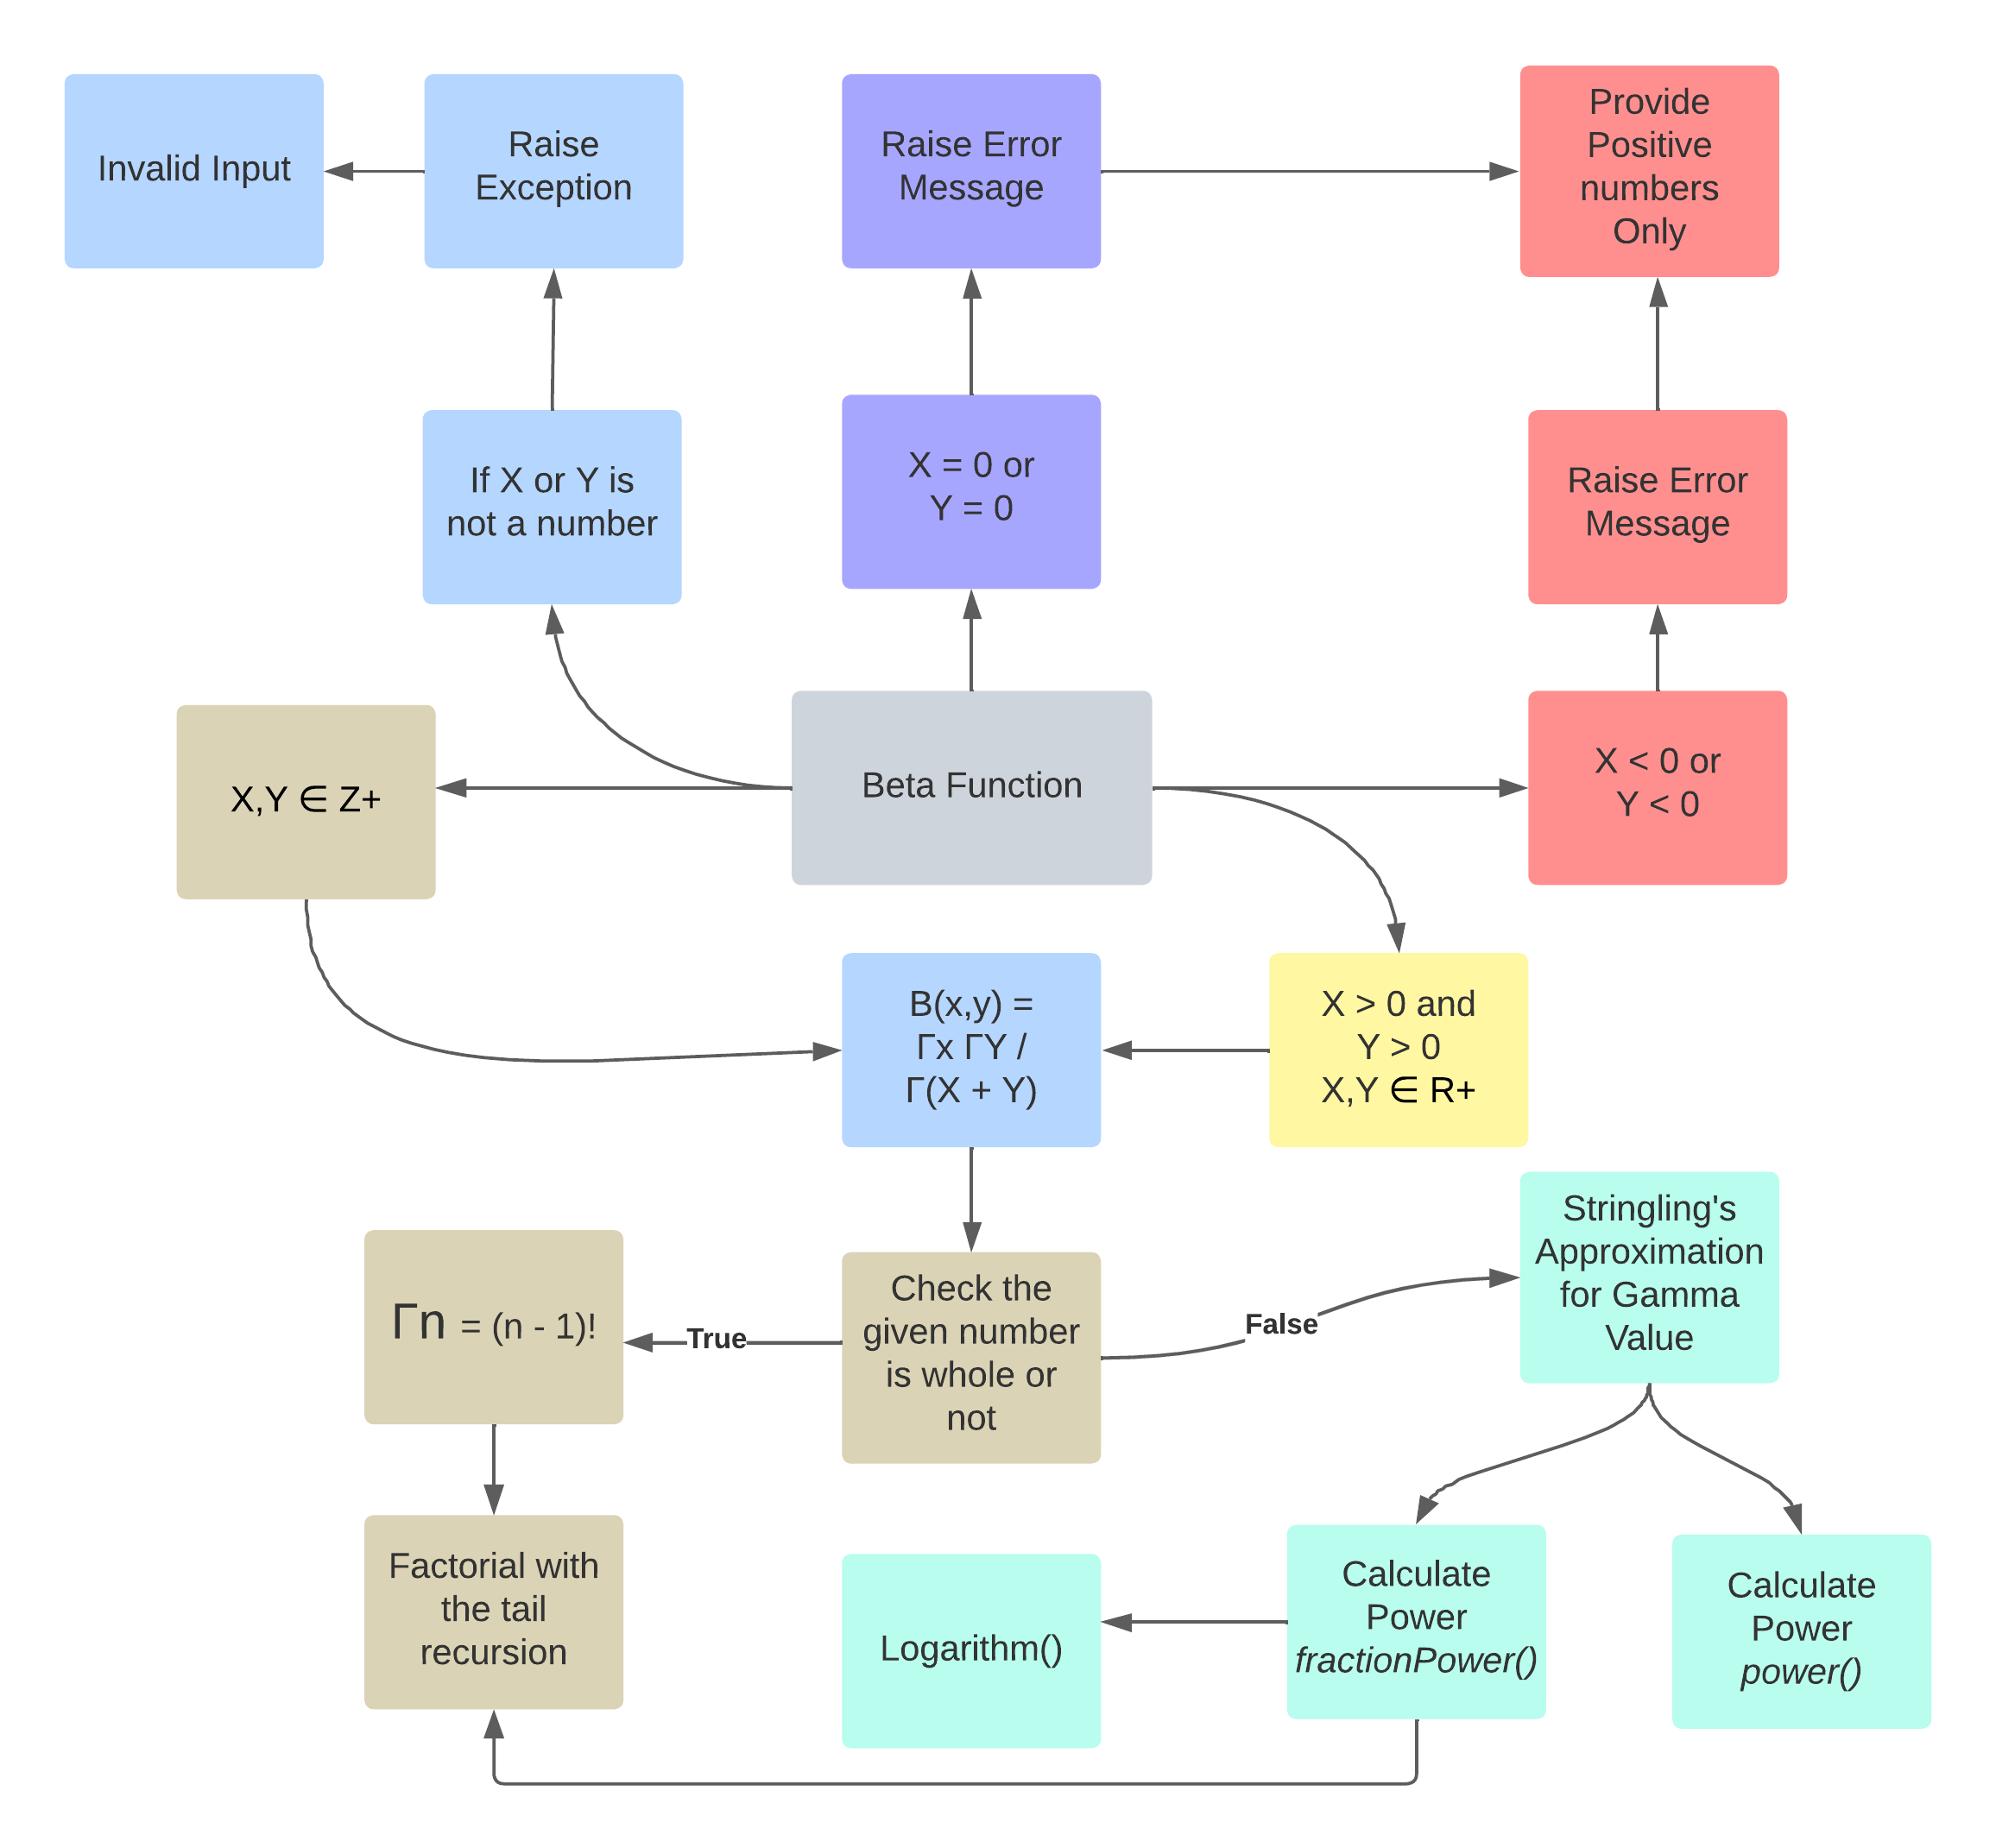 Invalid Input
Raise
Exception
Raise Error
Message
Provide
Positive
numbers
Only
If X or Y is
not a number
X = 0 or
Y = 0
Raise Error
Message
X,Y ∈ Z+
Beta Function
X < 0 or
Y < 0
B(x,y) =
Γx ΓY /
Γ(X + Y)
X > 0 and
Y > 0
X,Y ∈ R+
Γn = (n - 1)!
True
Check the
given number
is whole or
not
False
Stringling's
Approximation
for Gamma
Value
Factorial with
the tail
recursion
Logarithm()
Calculate
Power
fractionPower()
Calculate
Power
power()